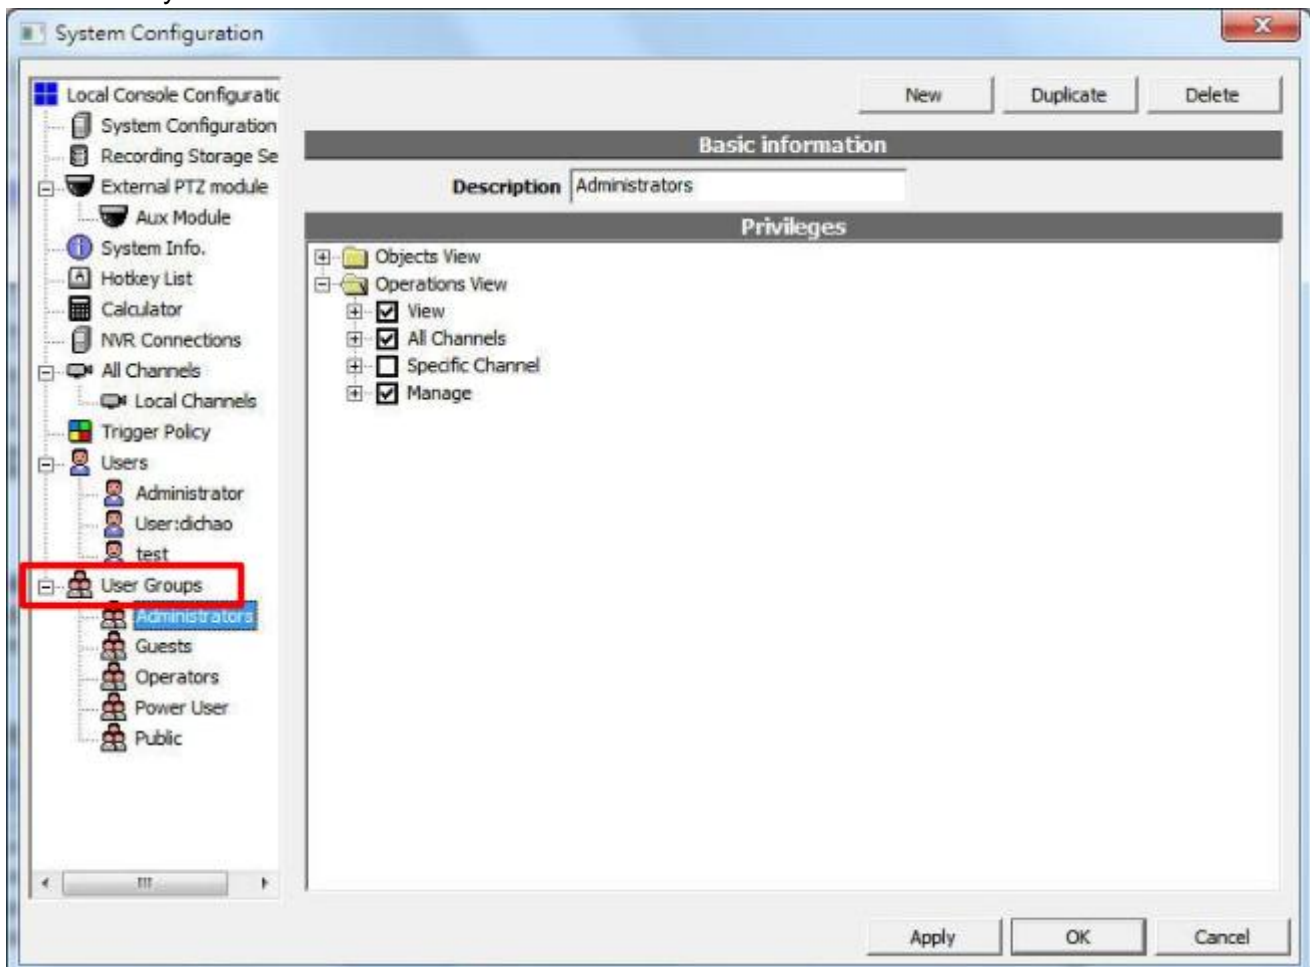 System Configuration
Local Console Configuratic
System Configuration
Recording Storage Se
External PTZ module
Aux Module
System Info.
Hotkey List
Calculator
NVR Connections
All Channels
Local Channels
Trigger Policy
Users
Administrator
User:dichao
test
User Groups
Administrators
Guests
Operators
Power User
Public
New Duplicate Delete
Basic information
Description Administrators
Privileges
Objects View
Operations View
View
All Channels
Specific Channel
Manage
Apply OK Cancel